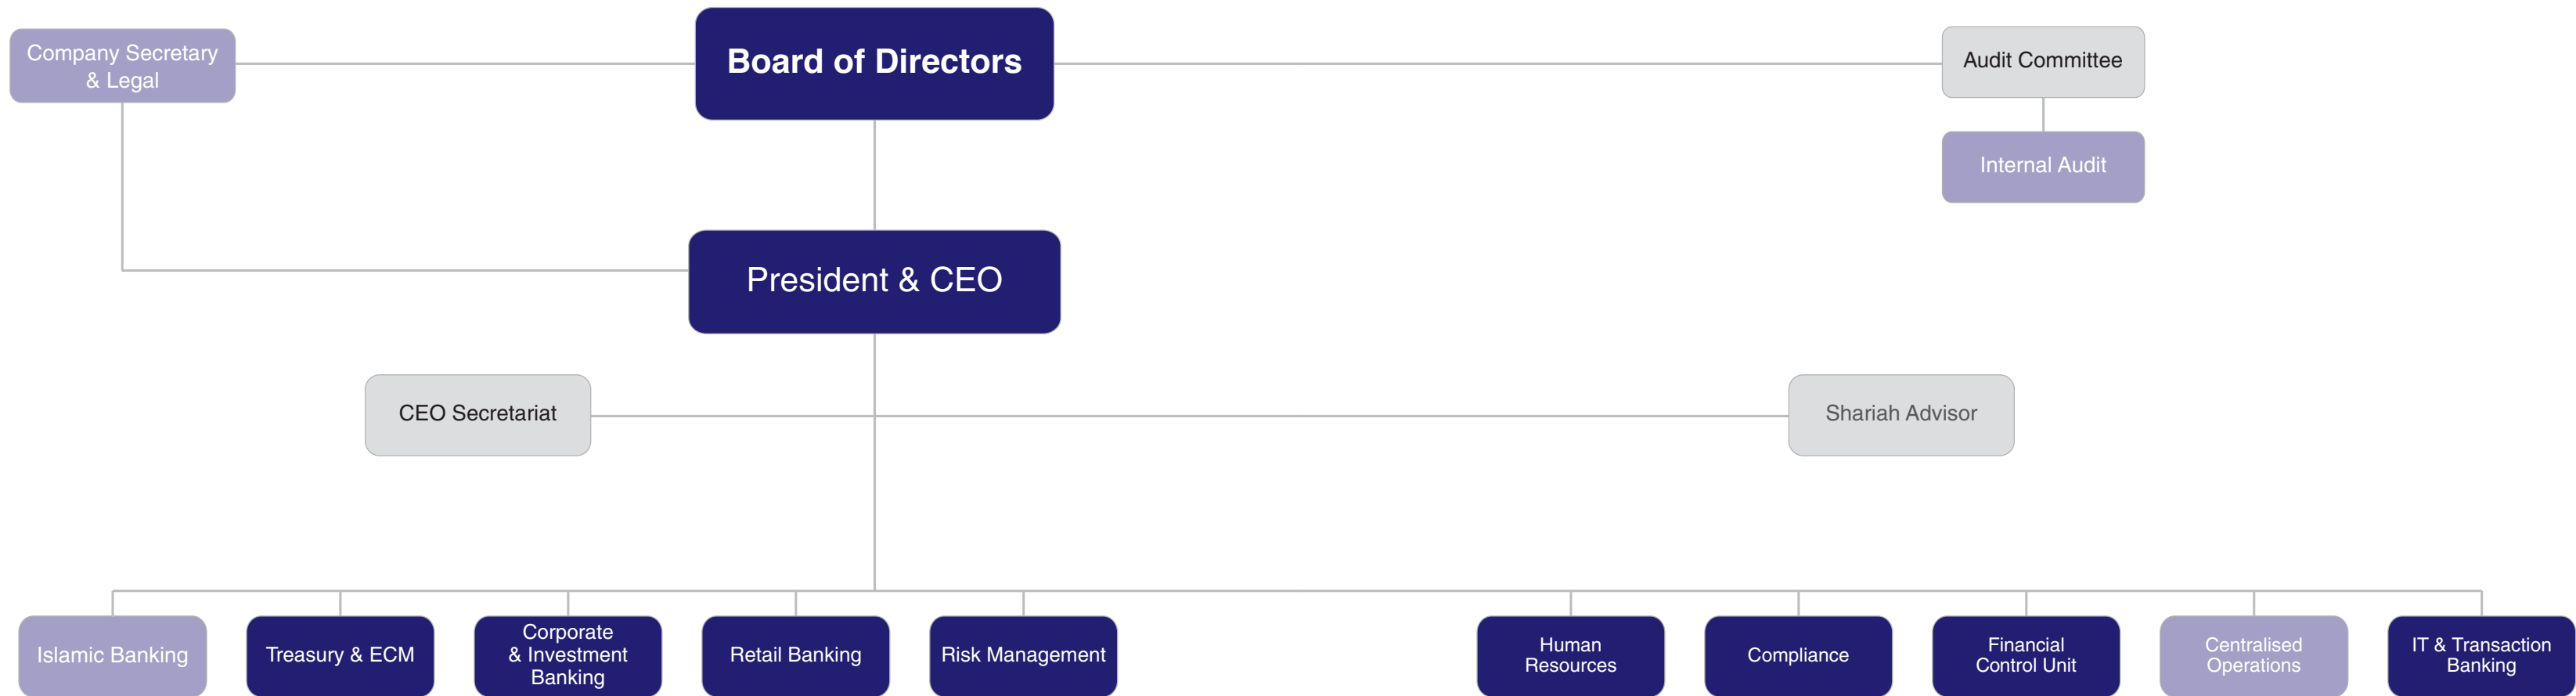 Company Secretary
& Legal
Board of Directors
Audit Committee
Internal Audit
President & CEO
CEO Secretariat
Shariah Advisor
Islamic Banking
Treasury & ECM
Corporate
& Investment
Banking
Retail Banking
Risk Management
Human
Resources
Compliance
Financial
Control Unit
Centralised
Operations
IT & Transaction
Banking